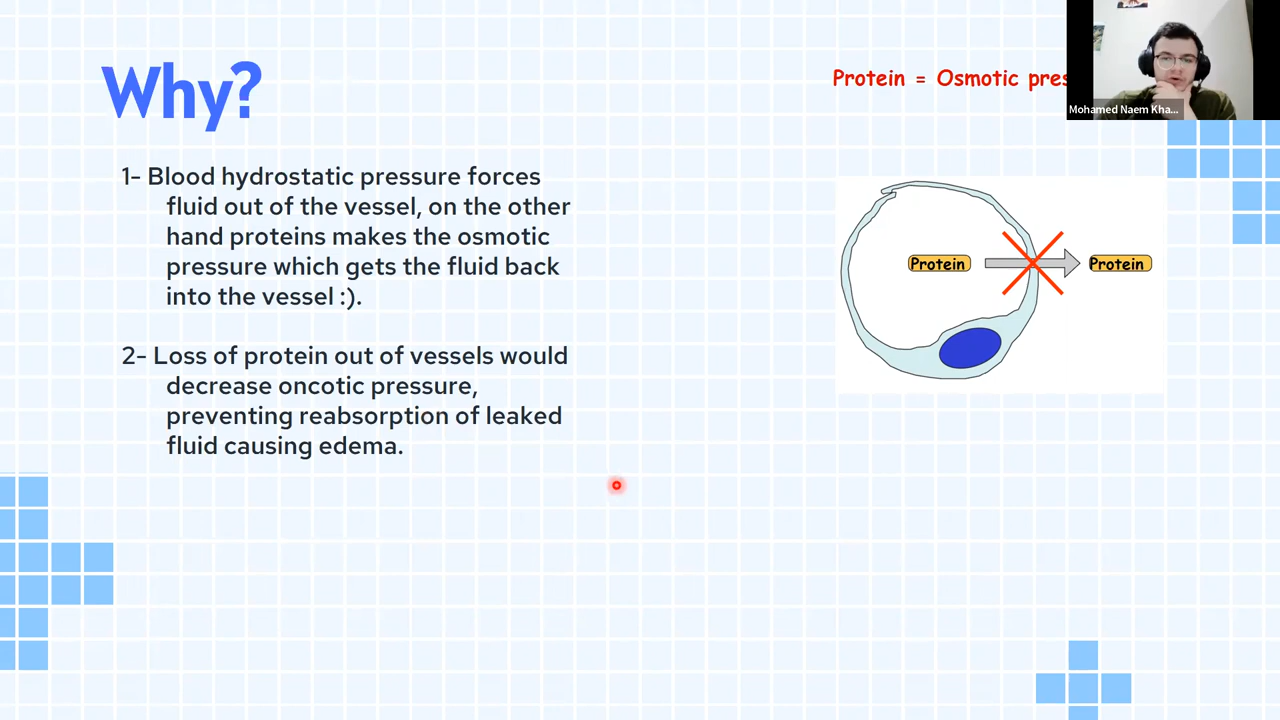 Why?
Protein = Osmotic
Mohamed Naem Kha...
1- Blood hydrostatic pressure forces
fluid out of the vessel, on the other
hand proteins makes the osmotic
pressure which gets the fluid back
into the vessel :).
2- Loss of protein out of vessels would
decrease oncotic pressure,
preventing reabsorption of leaked
fluid causing edema.
Protein
Protein